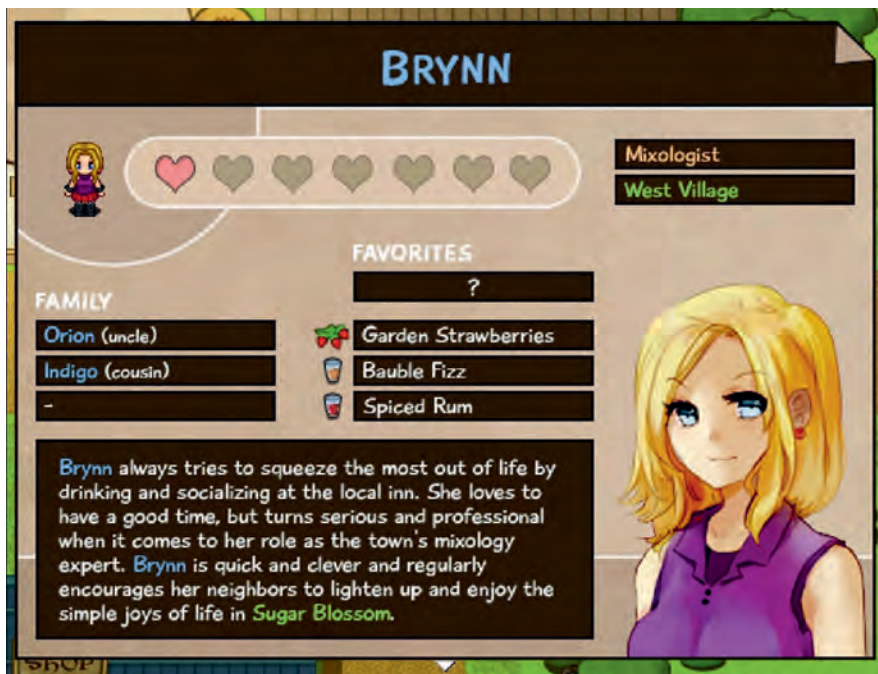 BRYNN
Mixologist
West Village
FAVORITES
?
FAMILY
Orion (uncle)
Garden Strawberries
Indigo (cousin)
Bauble Fizz
-
Spiced Rum
Brynn always tries to squeeze the most out of life by
drinking and socializing at the local inn. She loves to
have a good time, but turns serious and professional
when it comes to her role as the town's mixology
expert. Brynn is quick and clever and regularly
encourages her neighbors to lighten up and enjoy the
simple joys of life in Sugar Blossom.
SHOP